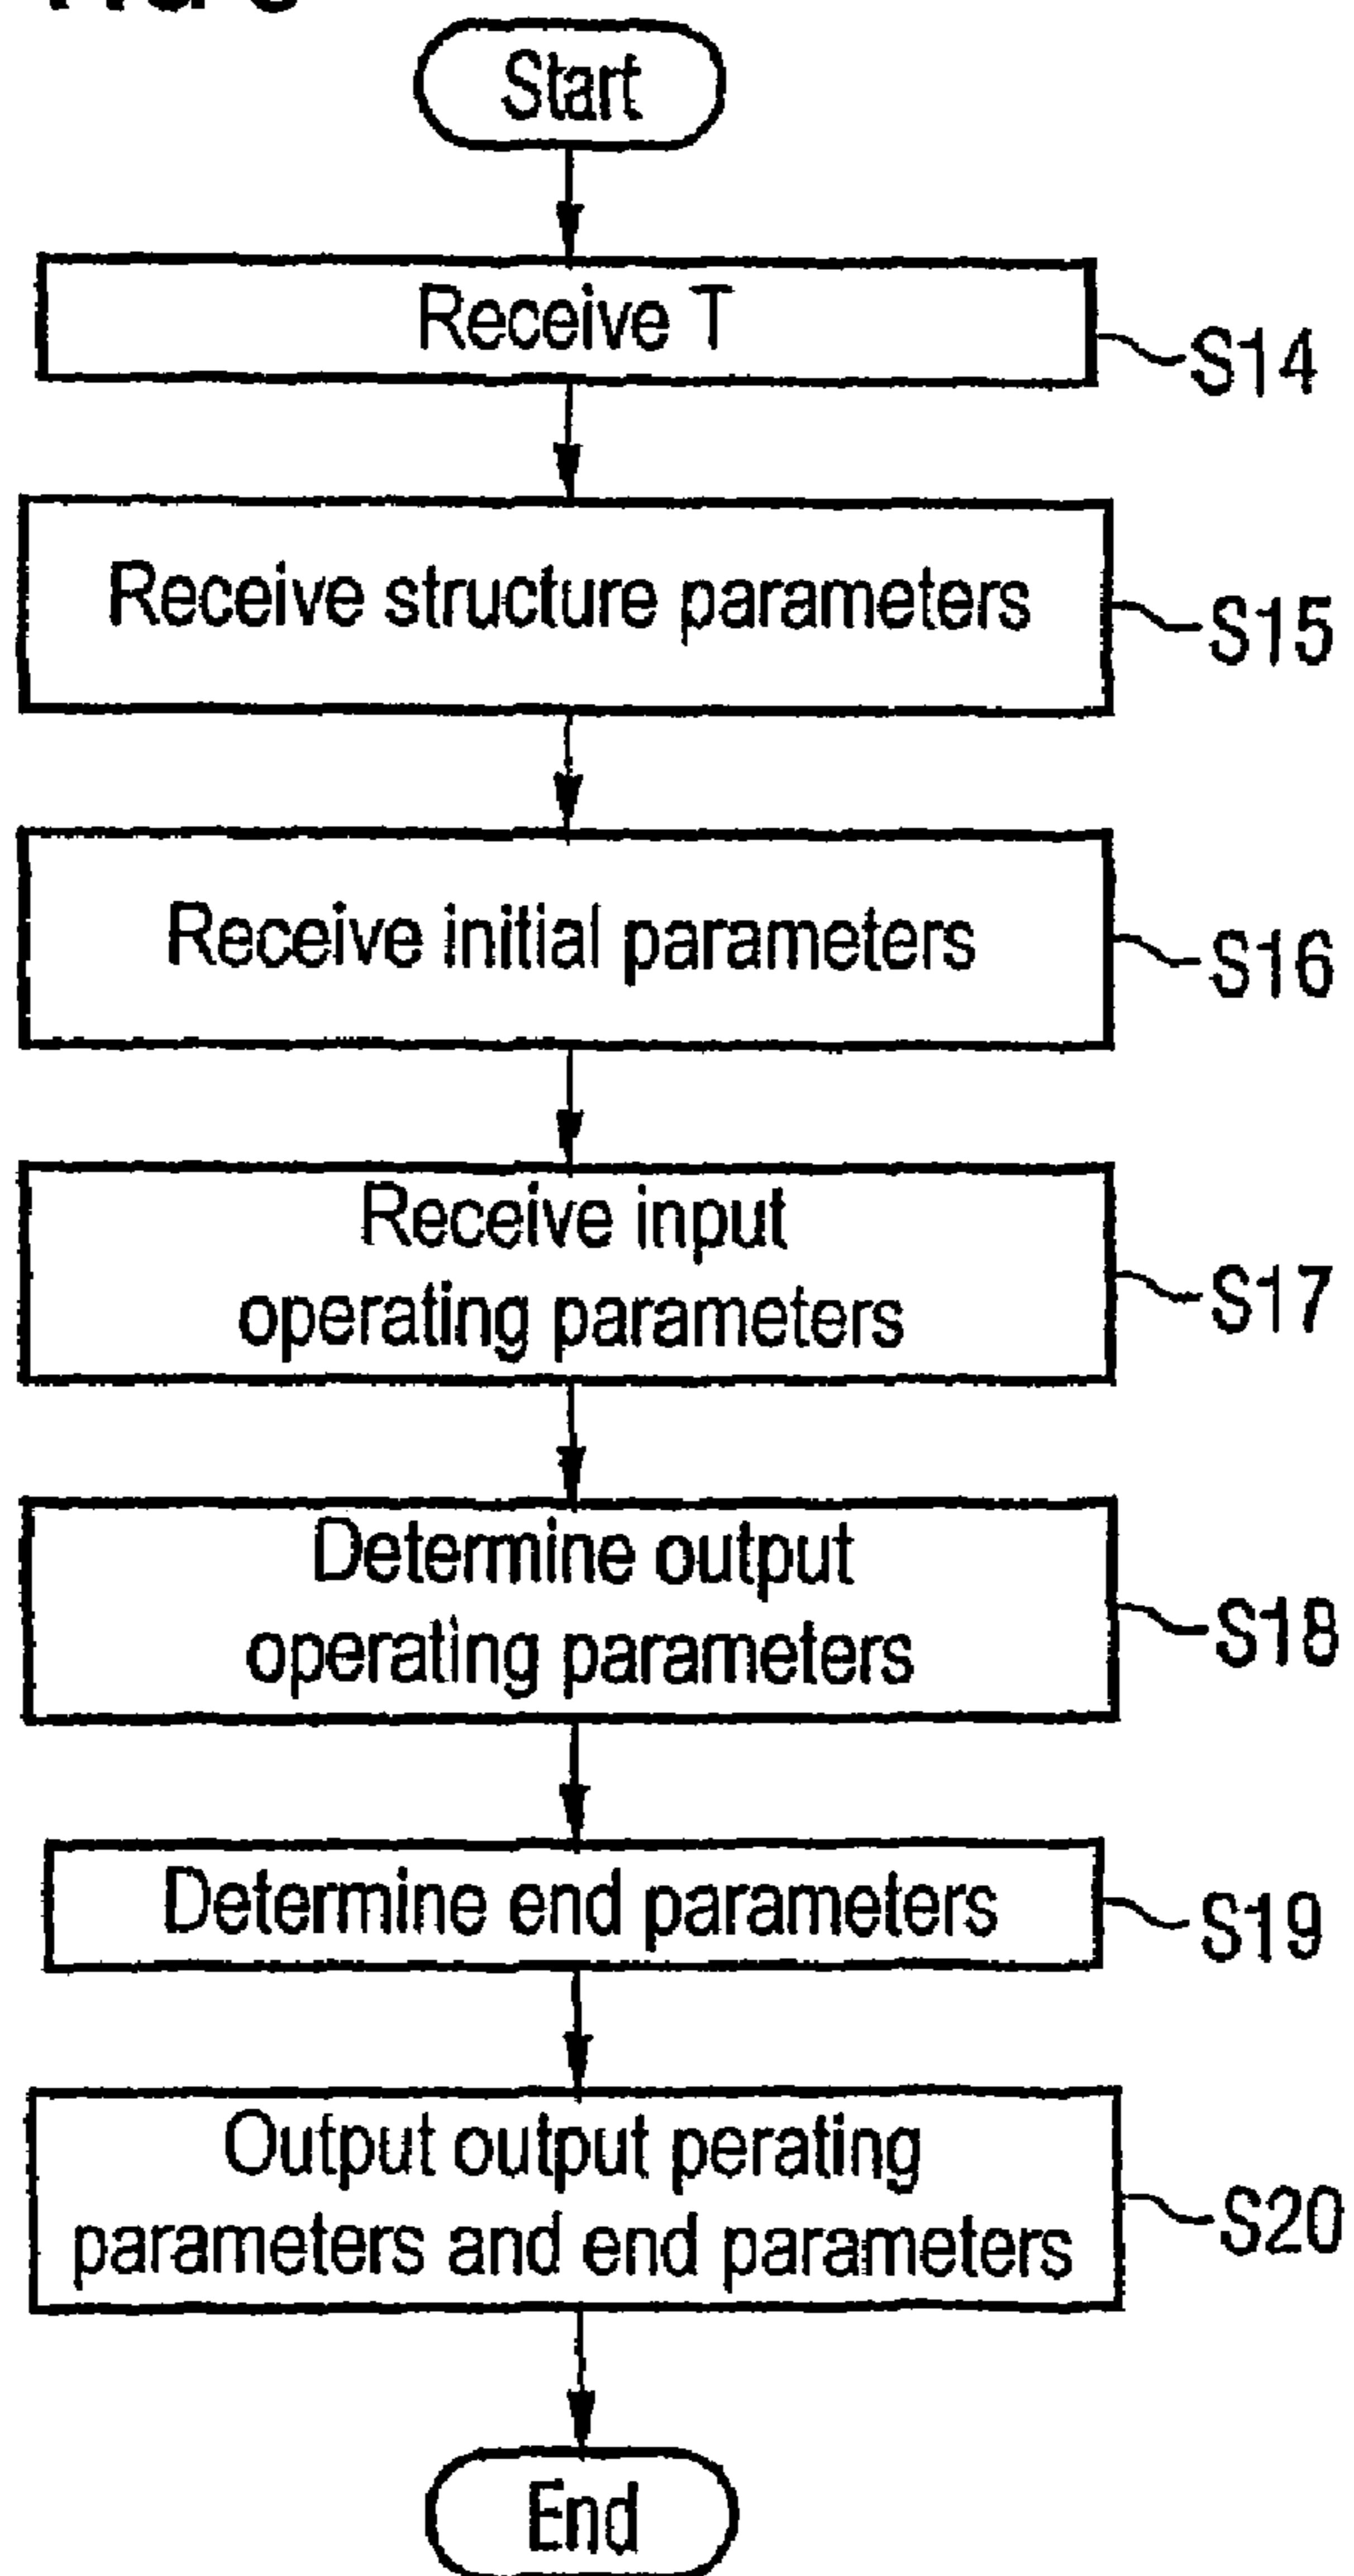 Start
Receive T
S14
Receive structure parameters
S15
Receive initial parameters
S16
Receive input
operating parameters
S17
Determine output
operating parameters
S18
Determine end parameters
S19
Output output perating
parameters and end parameters
S20
End